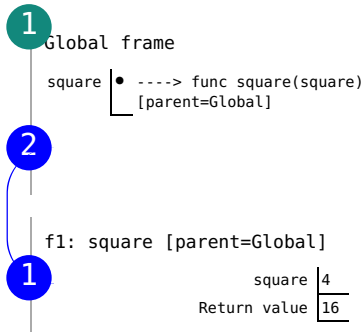 1
Global frame
square ● ----> func square(square)
[parent=Global]
2
f1: square [parent=Global]
1
square 4
Return value 16